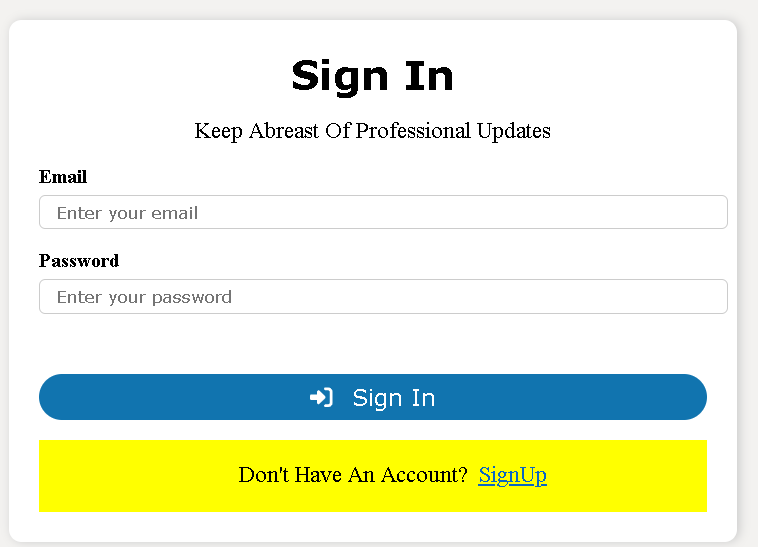 Sign In
Keep Abreast Of Professional Updates
Email
Enter your email
Password
Enter your password
Sign In
Don't Have An Account? SignUp